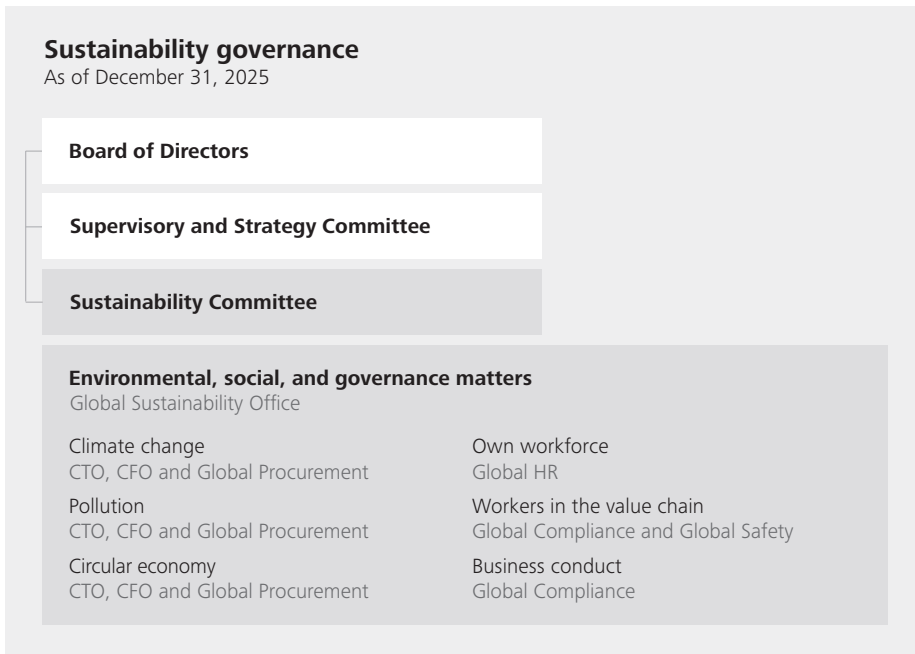 Sustainability governance
As of December 31, 2025
Board of Directors
Supervisory and Strategy Committee
Sustainability Committee
Environmental, social, and governance matters
Global Sustainability Office
Climate change
CTO, CFO and Global Procurement
Pollution
CTO, CFO and Global Procurement
Circular economy
CTO, CFO and Global Procurement
Own workforce
Global HR
Workers in the value chain
Global Compliance and Global Safety
Business conduct
Global Compliance